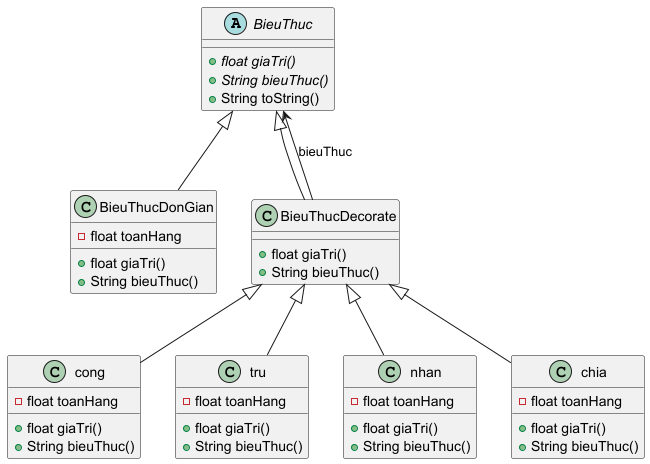 A BieuThuc
float giaTri()
String bieuThuc()
String toString()
bieuThuc
C BieuThucDonGian
float toanHang
float giaTri()
String bieuThuc()
C BieuThucDecorate
float giaTri()
String bieuThuc()
C cong
float toanHang
float giaTri()
String bieuThuc()
C tru
float toanHang
float giaTri()
String bieuThuc()
C nhan
float toanHang
float giaTri()
String bieuThuc()
C chia
float toanHang
float giaTri()
String bieuThuc()